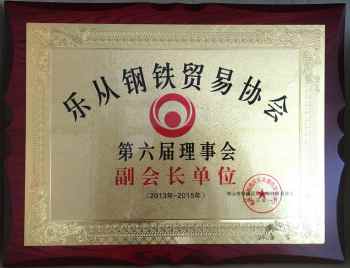 乐从钢铁贸易协会
第六届理事会
副会长单位
(2013年-2015年)